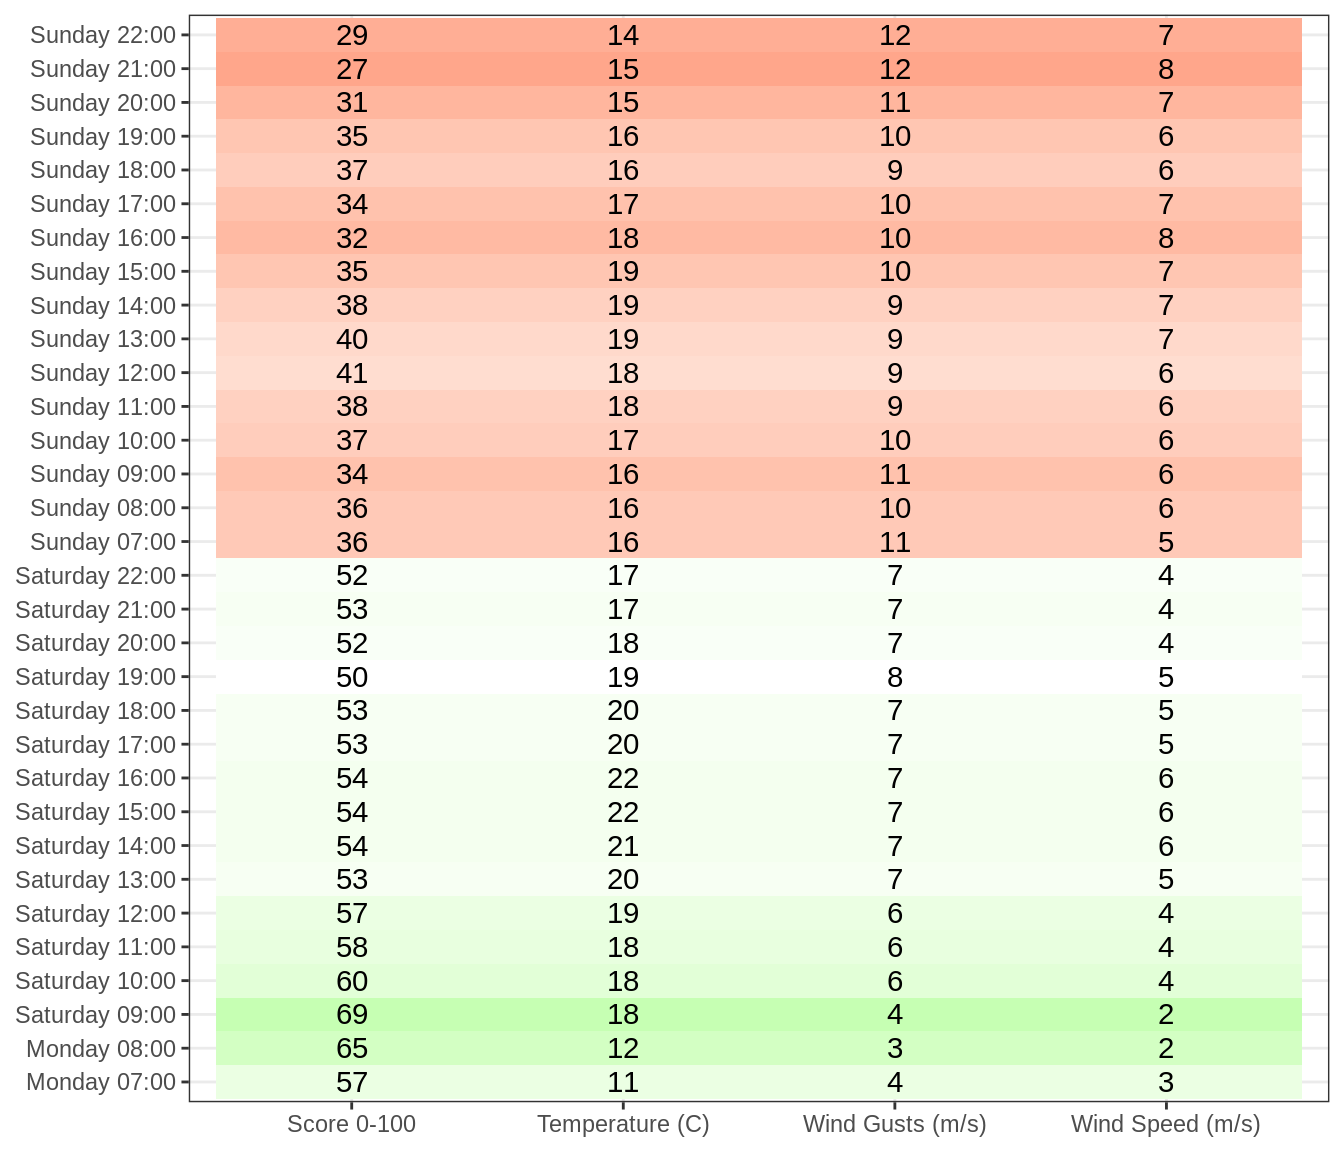 Sunday 22:00 29 14 12 7
Sunday 21:00 27 15 12 8
Sunday 20:00 31 15 11 7
Sunday 19:00 35 16 10 6
Sunday 18:00 37 16 9 6
Sunday 17:00 34 17 10 7
Sunday 16:00 32 18 10 8
Sunday 15:00 35 19 10 7
Sunday 14:00 38 19 9 7
Sunday 13:00 40 19 9 7
Sunday 12:00 41 18 9 6
Sunday 11:00 38 18 9 6
Sunday 10:00 37 17 10 6
Sunday 09:00 34 16 11 6
Sunday 08:00 36 16 10 6
Sunday 07:00 36 16 11 5
Saturday 22:00 52 17 7 4
Saturday 21:00 53 17 7 4
Saturday 20:00 52 18 7 4
Saturday 19:00 50 19 8 5
Saturday 18:00 53 20 7 5
Saturday 17:00 53 20 7 5
Saturday 16:00 54 22 7 6
Saturday 15:00 54 22 7 6
Saturday 14:00 54 21 7 6
Saturday 13:00 53 20 7 5
Saturday 12:00 57 19 6 4
Saturday 11:00 58 18 6 4
Saturday 10:00 60 18 6 4
Saturday 09:00 69 18 4 2
Monday 08:00 65 12 3 2
Monday 07:00 57 11 4 3
Score 0-100 Temperature (C) Wind Gusts (m/s) Wind Speed (m/s)